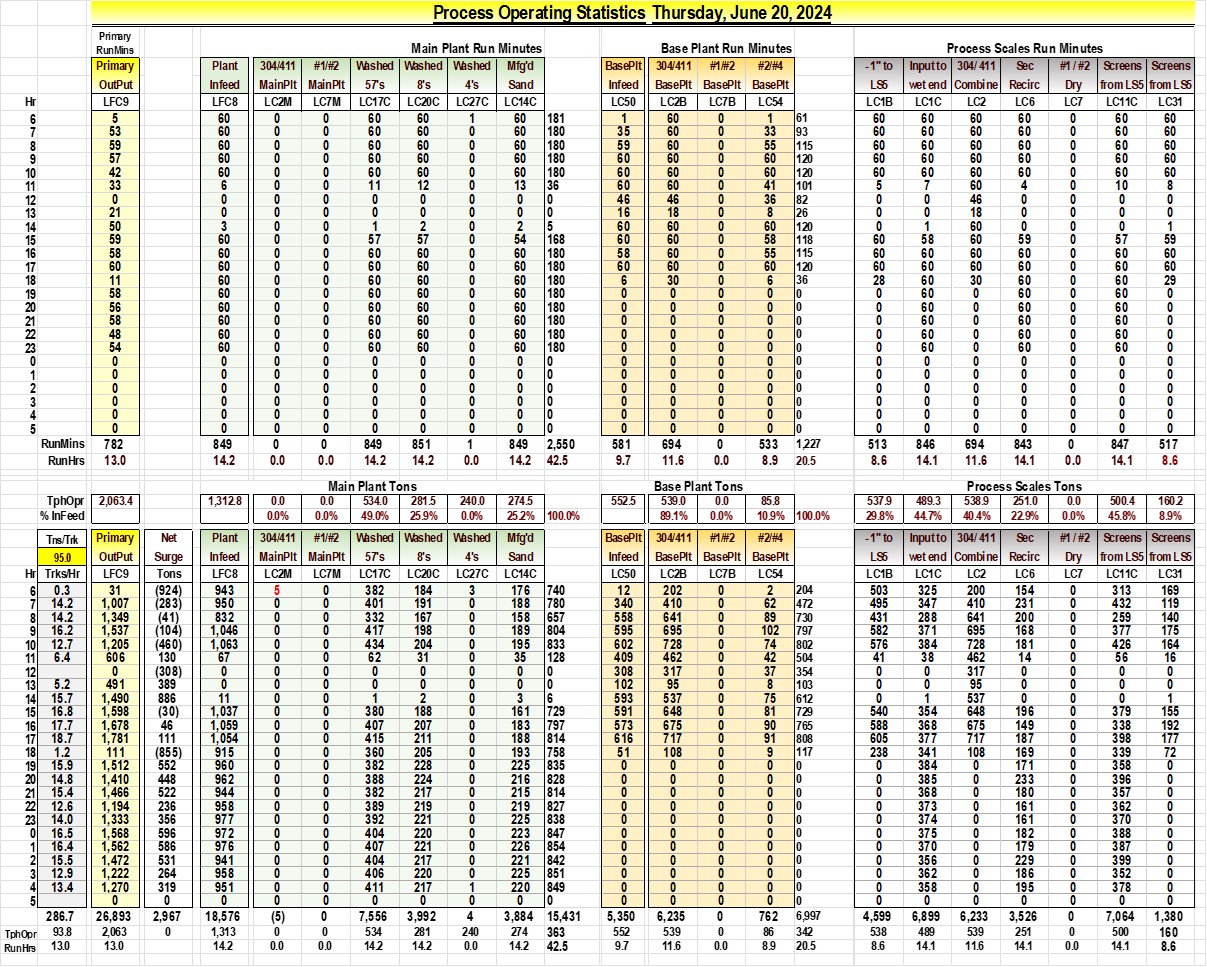 Process Operating Statistics Thursday, June 20, 2024
Primary
RunMins Main Plant Run Minutes Base Plant Run Minutes Process Scales Run Minutes
Primary Plant 304/411 #1/#2 Washed Washed Washed Mfg'd BasePlt 304/411 #1#2 #2/#4 -1" to Input to 304/ 411 Sec #1 / #2 Screens Screens
OutPut Infeed MainPlt MainPlt 57's 8's 4's Sand Infeed BasePlt BasePlt BasePlt LS5 wet end Combine Recirc Dry from LS5 from LS5
Hr LFC9 LFC8 LC2M LC7M LC17C LC20C LC27C LC14C LC50 LC2B LC7B LC54 LC1B LC1C LC2 LC6 LC7 LC11C LC31
6 5 60 0 0 60 60 1 60 181 1 60 0 1 61 60 60 60 60 0 60 60
7 53 60 0 0 60 60 0 60 180 35 60 0 33 93 60 60 60 60 0 60 60
8 59 60 0 0 60 60 0 60 180 59 60 0 55 115 60 60 60 60 0 60 60
9 57 60 0 0 60 60 0 60 180 60 60 0 60 120 60 60 60 60 0 60 60
10 42 60 0 0 60 60 0 60 180 60 60 0 60 120 60 60 60 60 0 60 60
11 33 6 0 0 11 12 0 13 36 60 60 0 41 101 5 7 60 4 0 10 8
12 0 0 0 0 0 0 0 0 0 46 46 0 36 82 0 0 46 0 0 0 0
13 21 0 0 0 0 0 0 0 0 16 18 0 8 26 0 0 18 0 0 0 0
14 50 3 0 0 1 2 0 2 5 60 60 0 60 120 0 1 60 0 0 0 1
15 59 60 0 0 57 57 0 54 168 60 60 0 58 118 60 58 60 59 0 57 59
16 58 60 0 0 60 60 0 60 180 58 60 0 55 115 60 60 60 60 0 60 60
17 60 60 0 0 60 60 0 60 180 60 60 0 60 120 60 60 60 60 0 60 60
18 11 60 0 0 60 60 0 60 180 6 30 0 6 36 28 60 30 60 0 60 29
19 58 60 0 0 60 60 0 60 180 0 0 0 0 0 0 60 0 60 0 60 0
20 56 60 0 0 60 60 0 60 180 0 0 0 0 0 0 60 0 60 0 60 0
21 58 60 0 0 60 60 0 60 180 0 0 0 0 0 0 60 0 60 0 60 0
22 48 60 0 0 60 60 0 60 180 0 0 0 0 0 0 60 0 60 0 60 0
23 54 60 0 0 60 60 0 60 180 0 0 0 0 0 0 60 0 60 0 60 0
0 0 0 0 0 0 0 0 0 0 0 0 0 0 0 0 0 0 0
1 0 0 0 0 0 0 0 0 0 0 0 0 0 0 0 0 0 0 0
2 0 0 0 0 0 0 0 0 0 0 0 0 0 0 0 0 0 0 0
3 0 0 0 0 0 0 0 0 0 0 0 0 0 0 0 0 0 0 0
4 0 0 0 0 0 0 0 0 0 0 0 0 0 0 0 0 0 0 0
5 0 0 0 0 0 0 0 0 0 0 0 0 0 0 0 0 0 0 0
RunMins 782 849 0 0 849 851 1 849 2,550 581 694 0 533 1,227 513 846 694 843 0 847 517
RunHrs 13.0 14.2 0.0 0.0 14.2 14.2 0.0 14.2 42.5 9.7 11.6 0.0 8.9 20.5 8.6 14.1 11.6 14.1 0.0 14.1 8.6
Main Plant Tons Base Plant Tons Process Scales Tons
TphOpr 2,063.4 1,312.8 0.0 0.0 534.0 281.5 240.0 274.5 552.5 539.0 0.0 85.8 537.9 489.3 538.9 251.0 0.0 500.4 160.2
% InFeed 0.0% 0.0% 49.0% 25.9% 0.0% 25.2% 100.0% 89.1% 0.0% 10.9% 100.0% 29.8% 44.7% 40.4% 22.9% 0.0% 45.8% 8.9%
Tns/Trk Primary Net Plant 304/411 #1/#2 Washed Washed Washed Mfg'd BasePlt 304/411 #1#2 #2/#4 -1" to Input to 304/ 411 Sec #1 / #2 Screens Screens
95.0 OutPut Surge Infeed MainPlt MainPlt 57's 8's 4's Sand Infeed BasePlt BasePlt BasePlt LS5 wet end Combine Recirc Dry from LS5 from LS5
Hr Trks/Hr LFC9 Tons LFC8 LC2M LC7M LC17C LC20C LC27C LC14C LC50 LC2B LC7B LC54 LC1B LC1C LC2 LC6 LC7 LC11C LC31
6 0.3 31 (924) 943 5 0 382 184 3 176 740 12 202 0 2 204 503 325 200 154 0 313 169
7 14.2 1,007 (283) 950 0 0 401 191 0 188 780 340 410 0 62 472 495 347 410 231 0 432 119
8 14.2 1,349 (41) 832 0 0 332 167 0 158 657 558 641 0 89 730 431 288 641 200 0 259 140
9 16.2 1,537 (104) 1,046 0 0 417 198 0 189 804 595 695 0 102 797 582 371 695 168 0 377 175
10 12.7 1,205 (460) 1,063 0 0 434 204 0 195 833 602 728 0 74 802 576 384 728 181 0 426 164
11 6.4 606 130 67 0 0 62 31 0 35 128 409 462 0 42 504 41 38 462 14 0 56 16
12 0 (308) 0 0 0 0 0 0 0 0 308 317 0 37 354 0 0 317 0 0 0 0
13 5.2 491 389 0 0 0 0 0 0 0 0 102 95 0 8 103 0 0 95 0 0 0 0
14 15.7 1,490 886 11 0 0 1 2 0 3 6 593 537 0 75 612 0 1 537 0 0 0 1
15 16.8 1,598 (30) 1,037 0 0 380 188 0 161 729 591 648 0 81 729 540 354 648 196 0 379 155
16 17.7 1,678 46 1,059 0 0 407 207 0 183 797 573 675 0 90 765 588 368 675 149 0 338 192
17 18.7 1,781 111 1,054 0 0 415 211 0 188 814 616 717 0 91 808 605 377 717 187 0 398 177
18 1.2 111 (855) 915 0 0 360 205 0 193 758 51 108 0 9 117 238 341 108 169 0 339 72
19 15.9 1,512 552 960 0 0 382 228 0 225 835 0 0 0 0 0 0 384 0 171 0 358 0
20 14.8 1,410 448 962 0 0 388 224 0 216 828 0 0 0 0 0 0 385 0 233 0 396 0
21 15.4 1,466 522 944 0 0 382 217 0 215 814 0 0 0 0 0 0 368 0 180 0 357 0
22 12.6 1,194 236 958 0 0 389 219 0 219 827 0 0 0 0 0 0 373 0 161 0 362 0
23 14.0 1,333 356 977 0 0 392 221 0 225 838 0 0 0 0 0 0 374 0 161 0 370 0
0 16.5 1,568 596 972 0 0 404 220 0 223 847 0 0 0 0 0 0 375 0 182 0 388 0
1 16.4 1,562 586 976 0 0 407 221 0 226 854 0 0 0 0 0 0 370 0 179 0 387 0
2 15.5 1,472 531 941 0 0 404 217 0 221 842 0 0 0 0 0 0 356 0 229 0 399 0
3 12.9 1,222 264 958 0 0 406 220 0 225 851 0 0 0 0 0 0 362 0 186 0 352 0
4 13.4 1,270 319 951 0 0 411 217 1 220 849 0 0 0 0 0 0 358 0 195 0 378 0
5 0 0 0 0 0 0 0 0 0 0 0 0 0 0 0 0 0 0 0 0
286.7 26,893 2,967 18,576 (5) 0 7,556 3,992 4 3,884 15,431 5,350 6,235 0 762 6,997 4,599 6,899 6,233 3,526 0 7,064 1,380
TphOpr 93.8 2,063 0 1,313 0 0 534 281 240 274 363 552 539 0 86 342 538 489 539 251 0 500 160
RunHrs 13.0 13.0 14.2 0.0 0.0 14.2 14.2 0.0 14.2 42.5 9.7 11.6 0.0 8.9 20.5 8.6 14.1 11.6 14.1 0.0 14.1 8.6